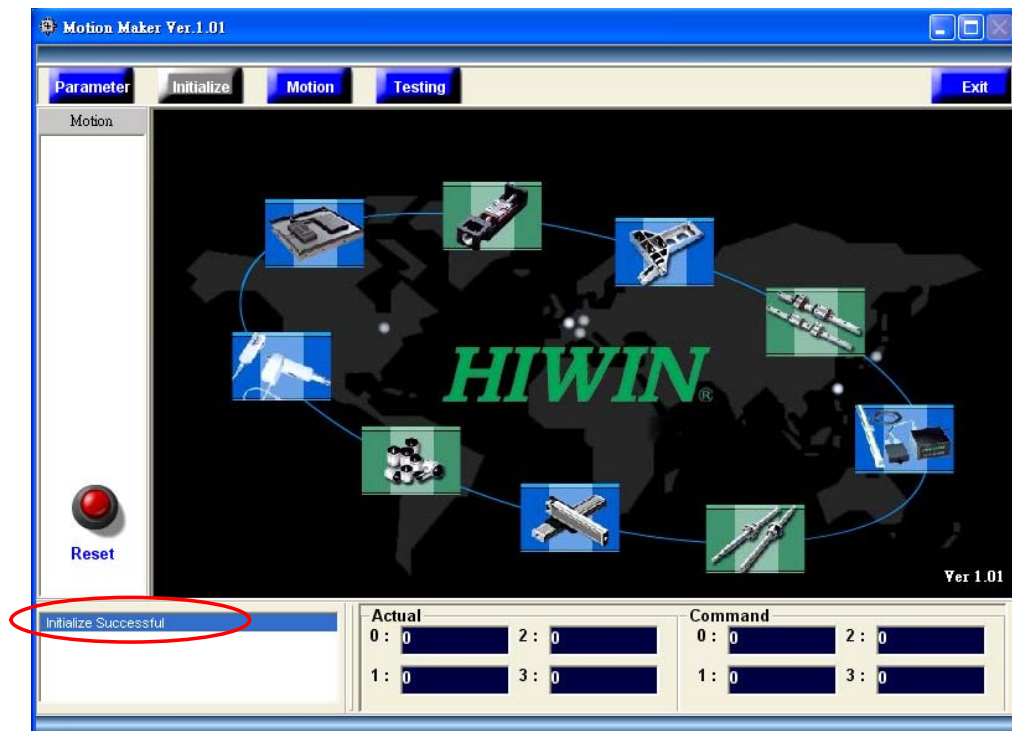 Motion Maker Ver.1.01
Parameter Initialize Motion Testing Exit
Motion
HIWIN®
Reset
Ver 1.01
Initialize Successful
Actual Command
0 : 0 2 : 0 0 : 0 2 : 0
1 : 0 3 : 0 1 : 0 3 : 0